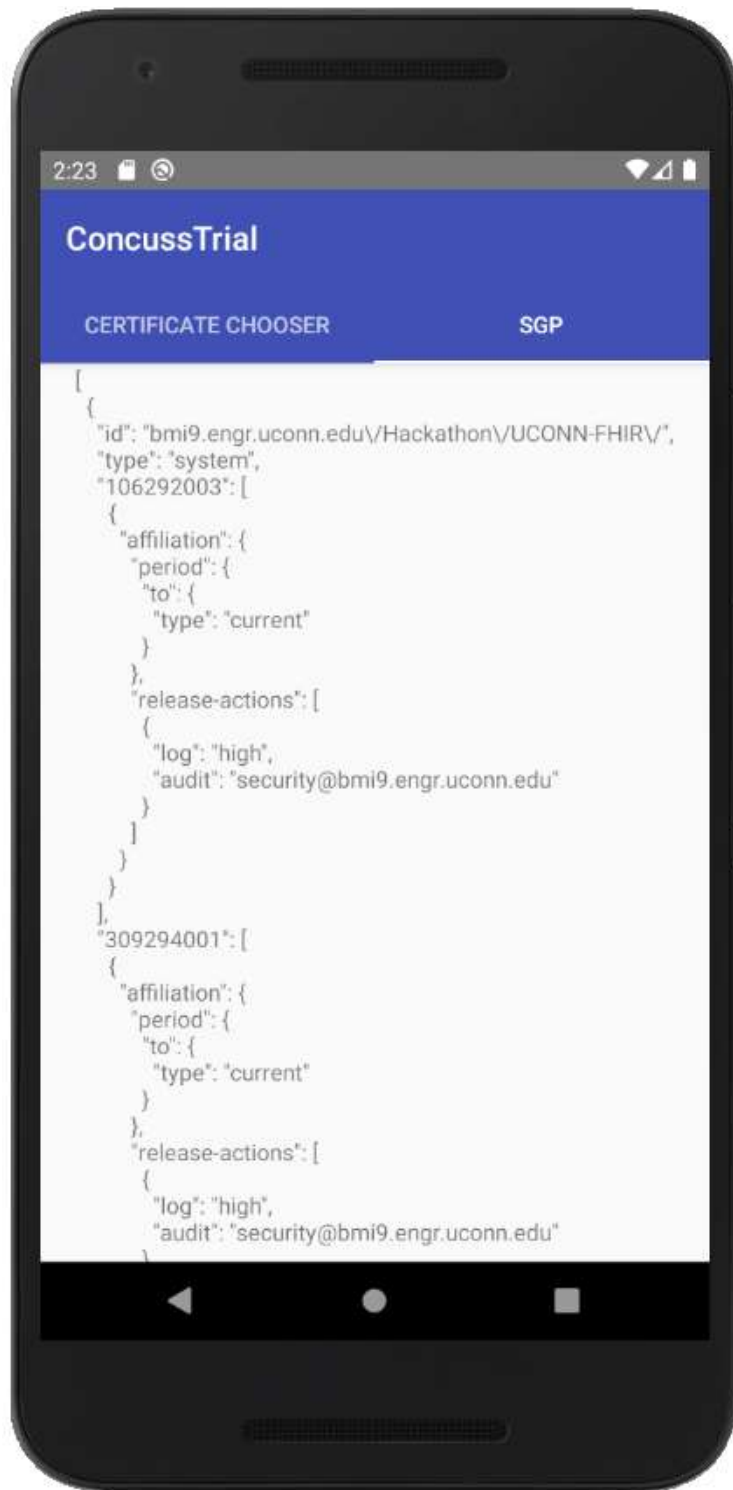 2:23
ConcussTrial
CERTIFICATE CHOOSER
SGP
[
{
"id": "bmi9.engr.uconn.edu\/Hackathon\/UCONN-FHIR\/",
"type": "system",
"106292003": [
{
"affiliation": {
"period": {
"to": {
"type": "current"
}
},
"release-actions": [
{
"log": "high",
"audit": "security@bmi9.engr.uconn.edu"
}
]
}
}
],
"309294001": [
{
"affiliation": {
"period": {
"to": {
"type": "current"
}
},
"release-actions": [
{
"log": "high",
"audit": "security@bmi9.engr.uconn.edu"
}